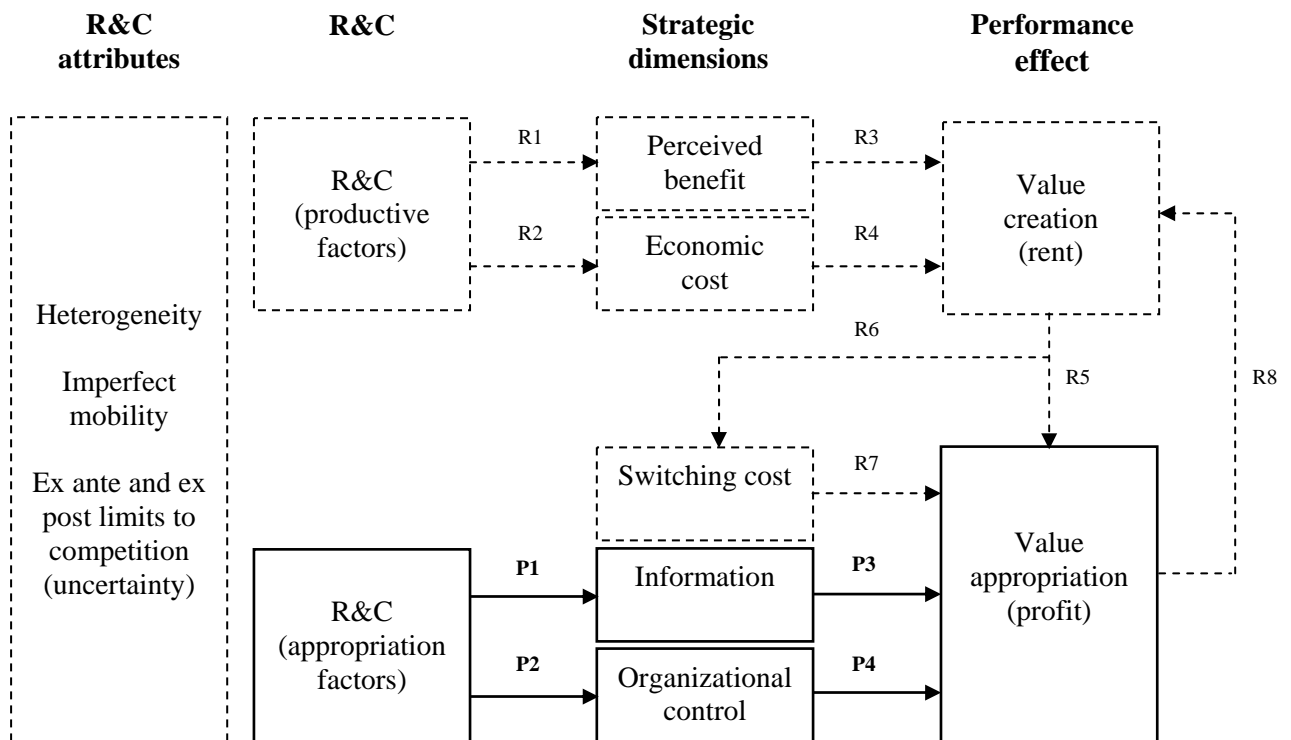 R&C
attributes
R&C
Strategic
dimensions
Performance
effect
R1
R3
Perceived
benefit
R&C
(productive
factors)
Value
creation
(rent)
R2
R4
Economic
cost
Heterogeneity
Imperfect
mobility
Ex ante and ex
post limits to
competition
(uncertainty)
R6
R5
R8
Switching cost
R7
P1
Information
P3
Value
appropriation
(profit)
R&C
(appropriation
factors)
P2
P4
Organizational
control